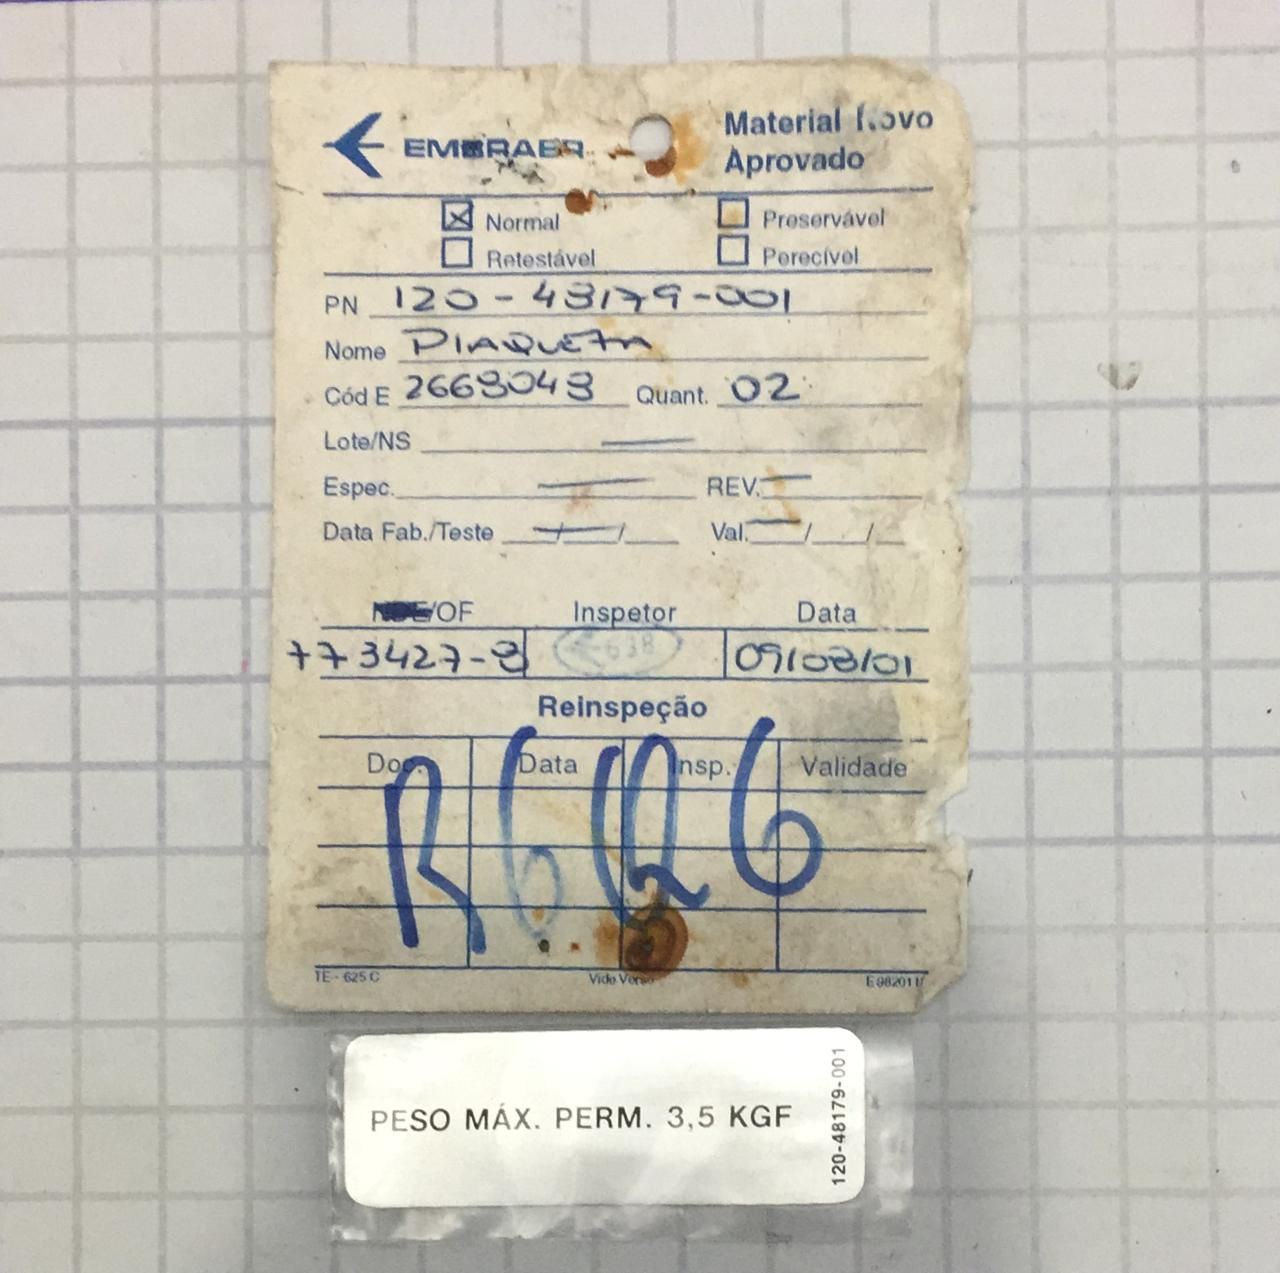 EMBRAER
Material Novo
Aprovado
Normal
Preservável
Retestável
Perecível
PN 120-48179-001
Nome PLAQUETA
Cód E 2668048 Quant. 02
Lote/NS
Espec. REV.
Data Fab./Teste / / Val. / /
/OF Inspetor Data
773427-8 638 09/08/01
Reinspeção
Doc. Data Insp. Validade
TE - 625 C Vide Verso
PESO MÁX. PERM. 3,5 KGF
120-48179-001